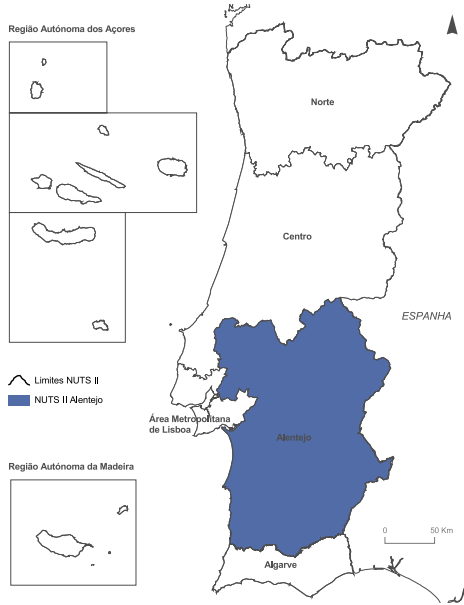 Região Autónoma dos Açores
Norte
Centro
ESPANHA
Limites NUTS II
NUTS II Alentejo
Área Metropolitana
de Lisboa
Alentejo
Região Autónoma da Madeira
0 50 Km
Algarve